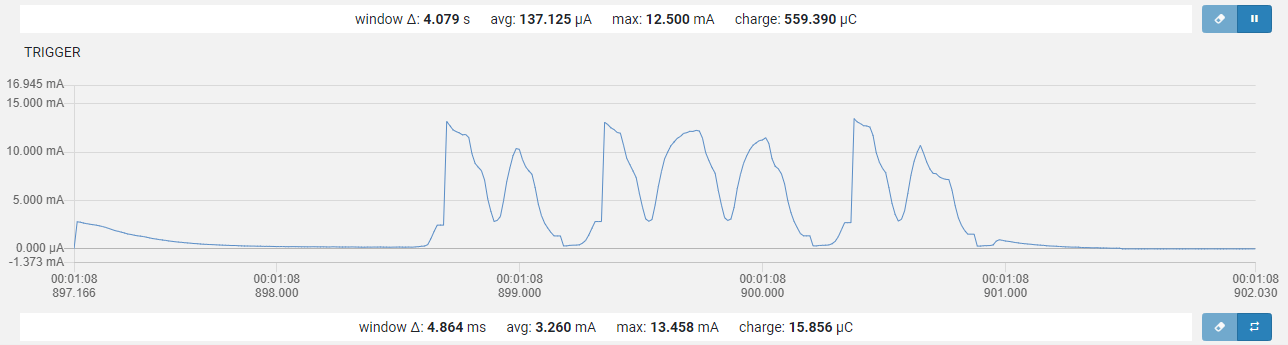 window Δ: 4.079 s avg: 137.125 µA max: 12.500 mA charge: 559.390 µC
TRIGGER
16.945 mA
15.000 mA
10.000 mA
5.000 mA
0.000 µA
-1.373 mA
00:01:08 00:01:08 00:01:08 00:01:08 00:01:08 00:01:08
897.166 898.000 899.000 900.000 901.000 902.030
window Δ: 4.864 ms avg: 3.260 mA max: 13.458 mA charge: 15.856 µC